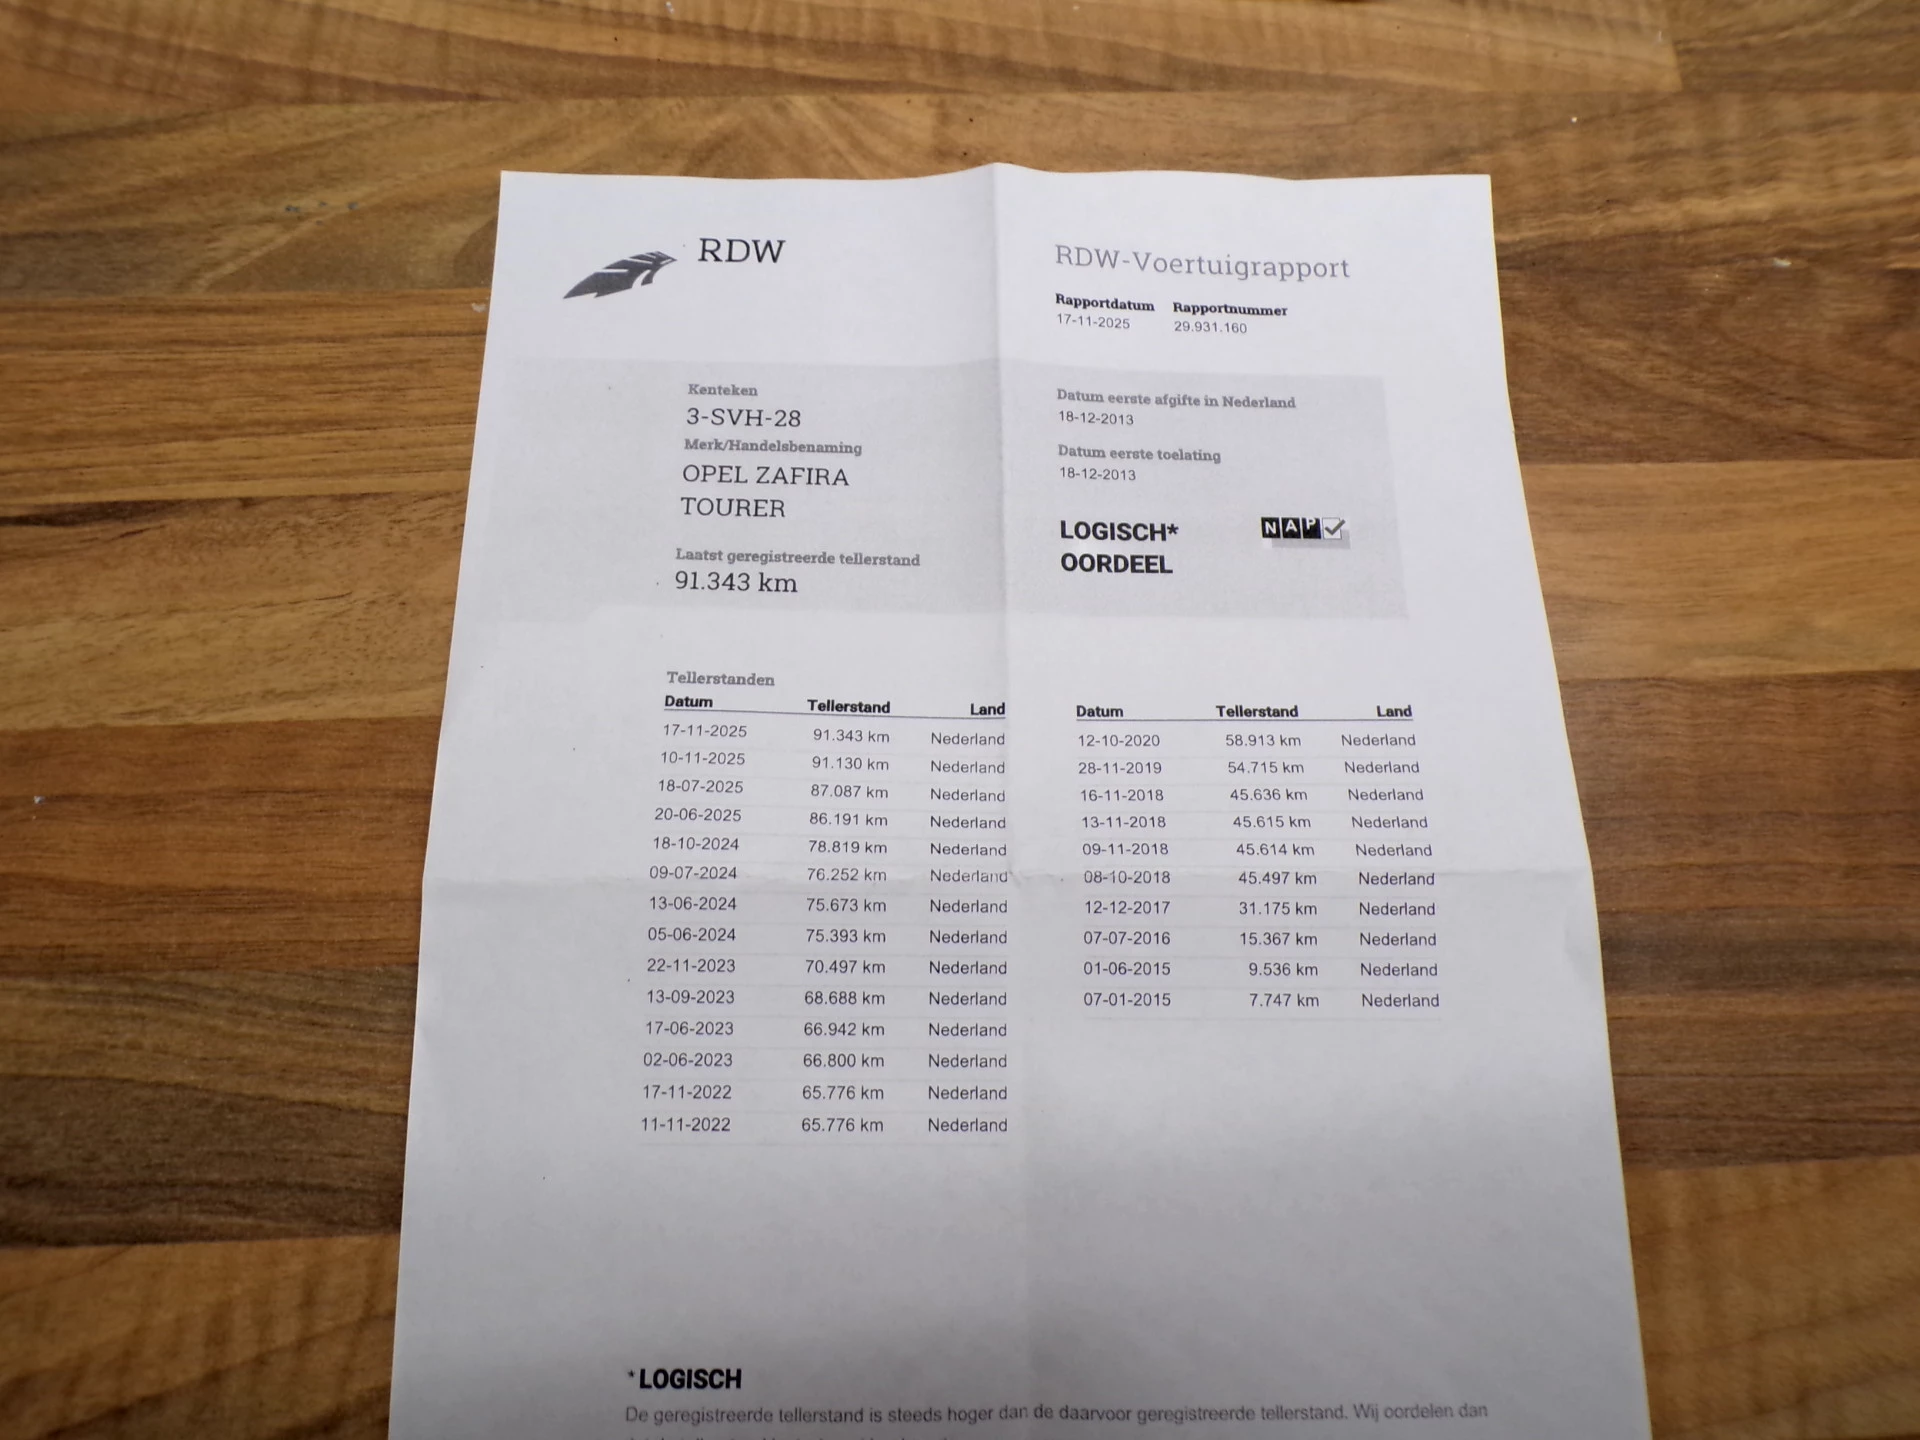 RDW
RDW-Voertuigrapport
Rapportdatum Rapportnummer
17-11-2025 29.931.160
Kenteken
3-SVH-28
Merk/Handelsbenaming
OPEL ZAFIRA
TOURER
Laatst geregistreerde tellerstand
91.343 km
Datum eerste afgifte in Nederland
18-12-2013
Datum eerste toelating
18-12-2013
LOGISCH*
OORDEEL
NAP
Tellerstanden
Datum Tellerstand Land
17-11-2025 91.343 km Nederland
10-11-2025 91.130 km Nederland
18-07-2025 87.087 km Nederland
20-06-2025 86.191 km Nederland
18-10-2024 78.819 km Nederland
09-07-2024 76.252 km Nederland
13-06-2024 75.673 km Nederland
05-06-2024 75.393 km Nederland
22-11-2023 70.497 km Nederland
13-09-2023 68.688 km Nederland
17-06-2023 66.942 km Nederland
02-06-2023 66.800 km Nederland
17-11-2022 65.776 km Nederland
11-11-2022 65.776 km Nederland
Datum Tellerstand Land
12-10-2020 58.913 km Nederland
28-11-2019 54.715 km Nederland
16-11-2018 45.636 km Nederland
13-11-2018 45.615 km Nederland
09-11-2018 45.614 km Nederland
08-10-2018 45.497 km Nederland
12-12-2017 31.175 km Nederland
07-07-2016 15.367 km Nederland
01-06-2015 9.536 km Nederland
07-01-2015 7.747 km Nederland
*LOGISCH
De geregistreerde tellerstand is steeds hoger dan de daarvoor geregistreerde tellerstand. Wij oordelen dan